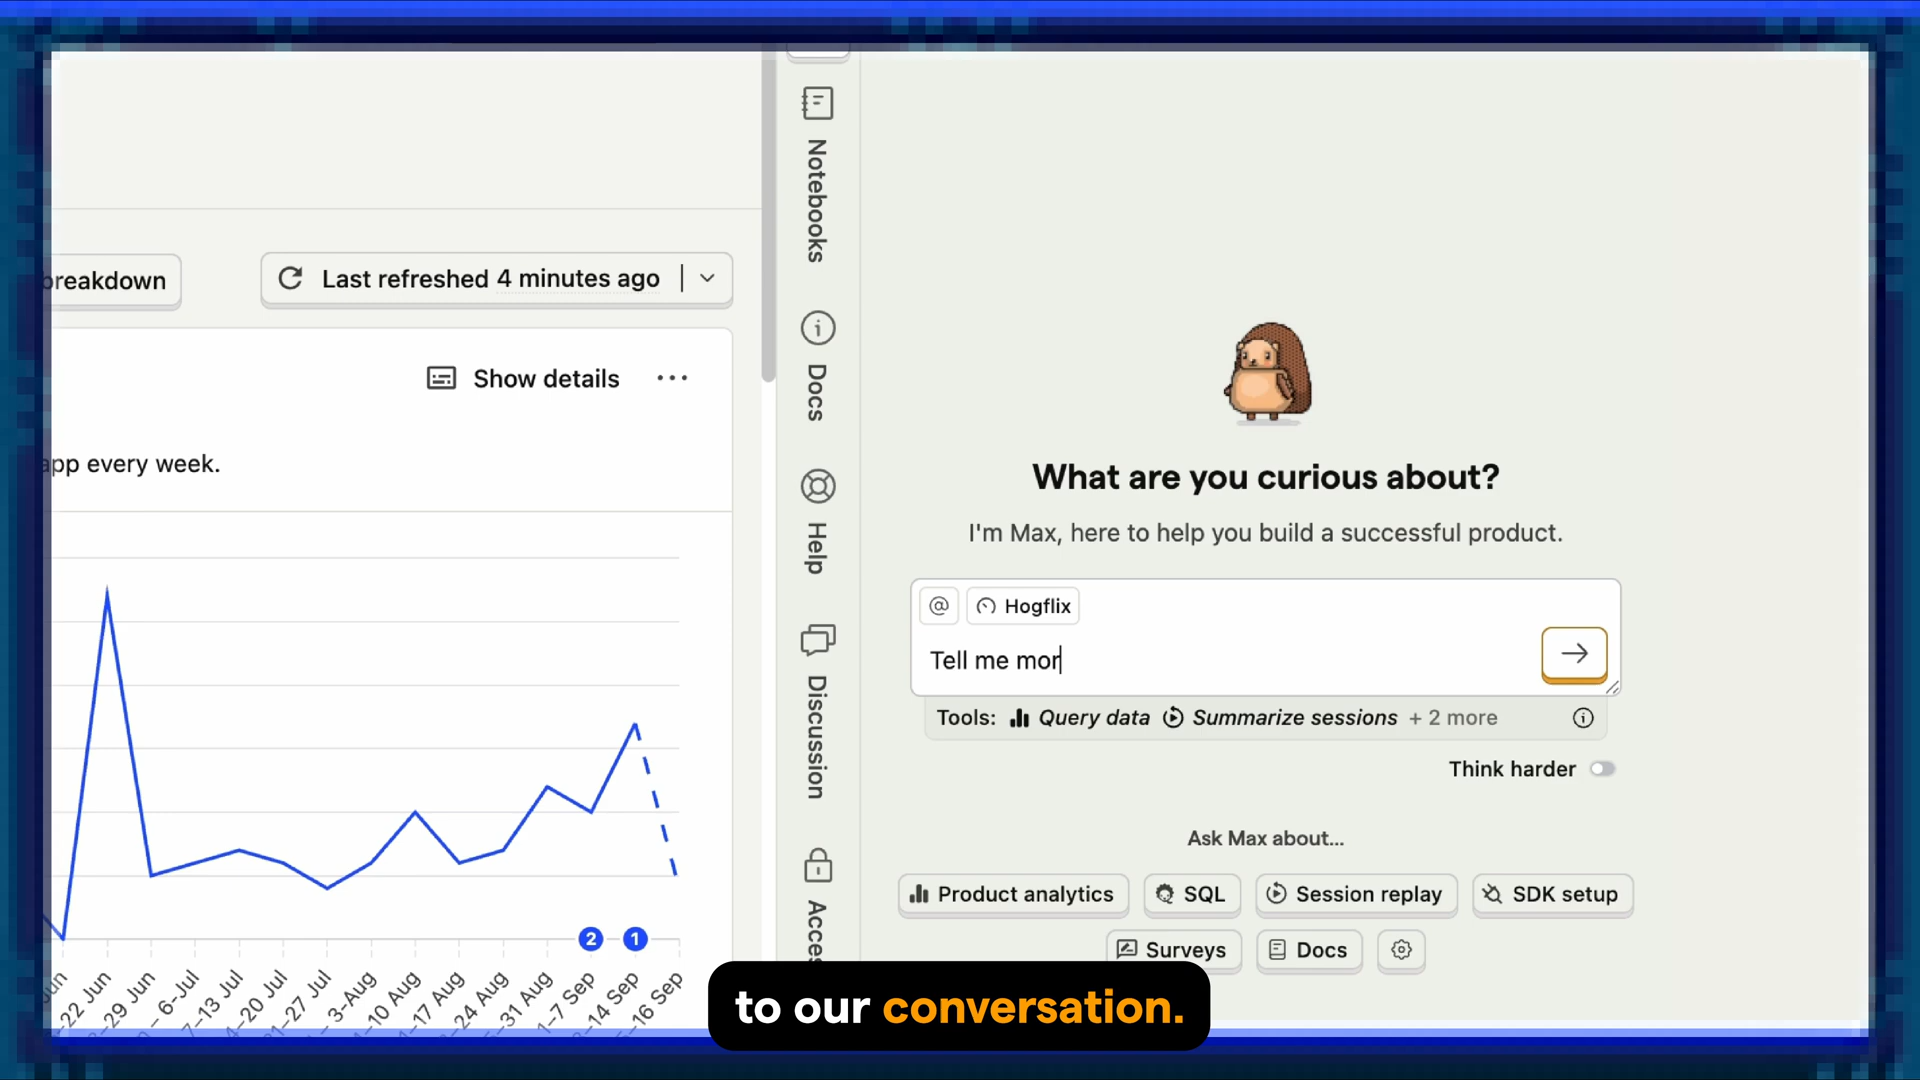 breakdown
Last refreshed 4 minutes ago
Show details
app every week.
22 Jun
29 Jun
6-Jul
7-13 Jul
-20 Jul
21-27 Jul
3-Aug
-10 Aug
-17 Aug
-24 Aug
-31 Aug
1-7 Sep
-14 Sep
-16 Sep
2
1
Notebooks
Docs
Help
Discussion
Acces
What are you curious about?
I'm Max, here to help you build a successful product.
@ Hogflix
Tell me mor
Tools: Query data Summarize sessions + 2 more
Think harder
Ask Max about...
Product analytics SQL Session replay SDK setup
Surveys Docs
to our conversation.